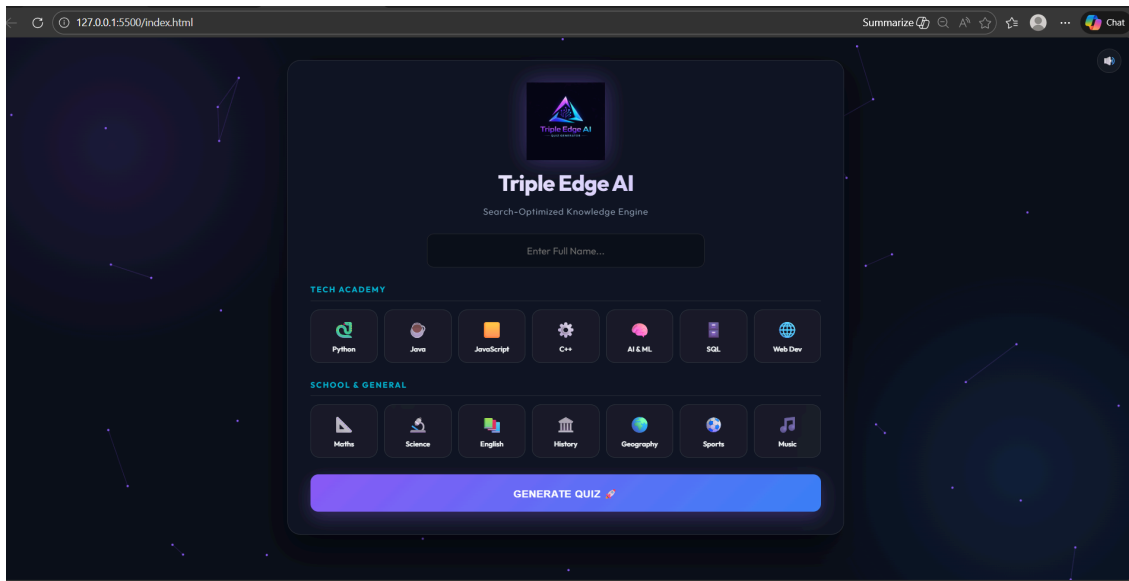 127.0.0.1:5500/index.html
Summarize
Chat
Triple Edge AI
QUIZ GENERATOR
Triple Edge AI
Search-Optimized Knowledge Engine
Enter Full Name...
TECH ACADEMY
Python Java JavaScript C++ AI & ML SQL Web Dev
SCHOOL & GENERAL
Maths Science English History Geography Sports Music
GENERATE QUIZ